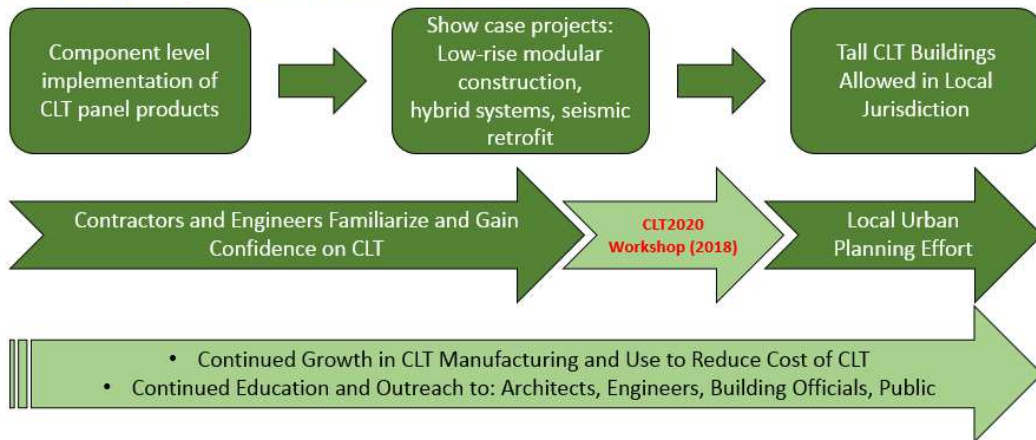 Component level
implementation of
CLT panel products
Show case projects:
Low-rise modular
construction,
hybrid systems, seismic
retrofit
Tall CLT Buildings
Allowed in Local
Jurisdiction
Contractors and Engineers Familiarize and Gain
Confidence on CLT
CLT2020
Workshop (2018)
Local Urban
Planning Effort
• Continued Growth in CLT Manufacturing and Use to Reduce Cost of CLT
• Continued Education and Outreach to: Architects, Engineers, Building Officials, Public